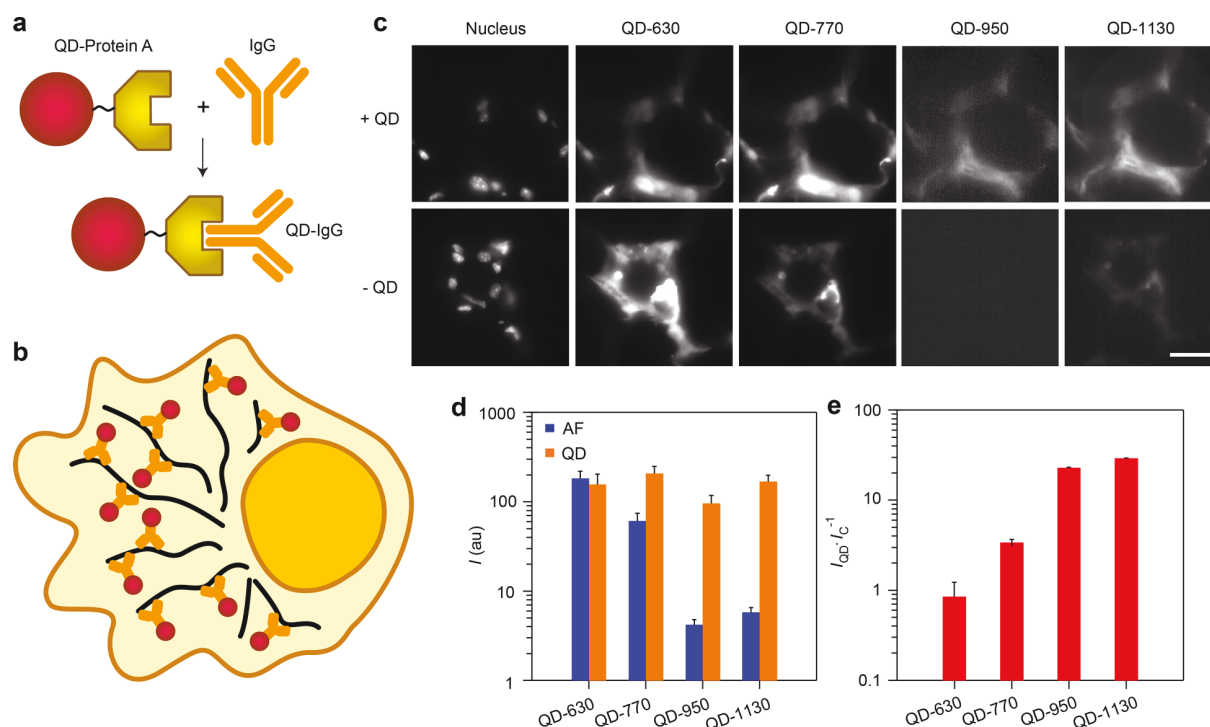 a
QD-Protein A
IgG
+
QD-IgG
b
c
Nucleus
QD-630
QD-770
QD-950
QD-1130
+ QD
- QD
d
1000
100
10
1
I (au)
AF
QD
QD-630
QD-770
QD-950
QD-1130
e
100
10
1
0.1
I_QD· I_C^-1
QD-630
QD-770
QD-950
QD-1130